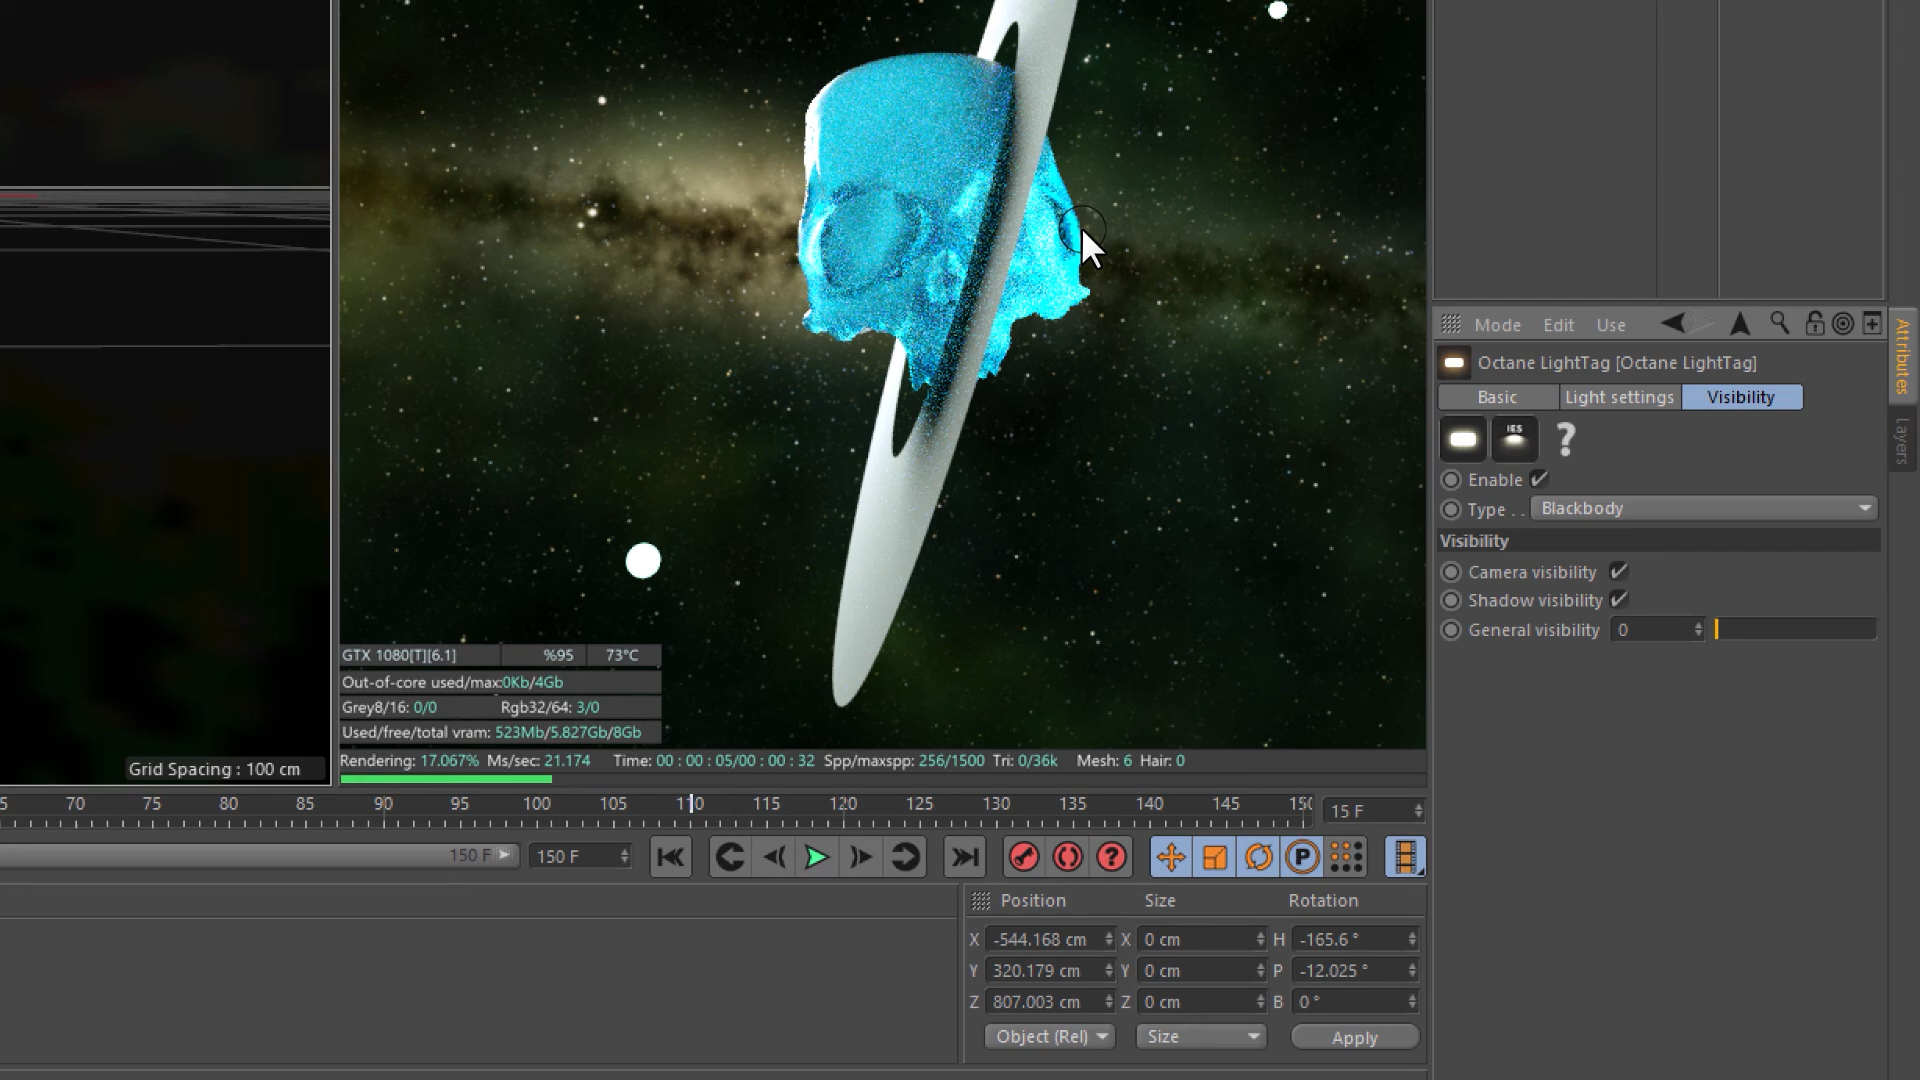 Mode Edit Use
Attributes
Octane LightTag [Octane LightTag]
Basic Light settings Visibility
Layers
IES
?
Enable
Type . . Blackbody
Visibility
Camera visibility
Shadow visibility
General visibility 0
GTX 1080[T][6.1] %95 73°C
Out-of-core used/max:0Kb/4Gb
Grey8/16: 0/0 Rgb32/64: 3/0
Used/free/total vram: 523Mb/5.827Gb/8Gb
Rendering: 17.067% Ms/sec: 21.174 Time: 00 : 00 : 05/00 : 00 : 32 Spp/maxspp: 256/1500 Tri: 0/36k Mesh: 6 Hair: 0
Grid Spacing : 100 cm
5 70 75 80 85 90 95 100 105 110 115 120 125 130 135 140 145 150 15 F
150 F 150 F ? P
Position Size Rotation
X -544.168 cm X 0 cm H -165.6 °
Y 320.179 cm Y 0 cm P -12.025 °
Z 807.003 cm Z 0 cm B 0 °
Object (Rel) Size Apply